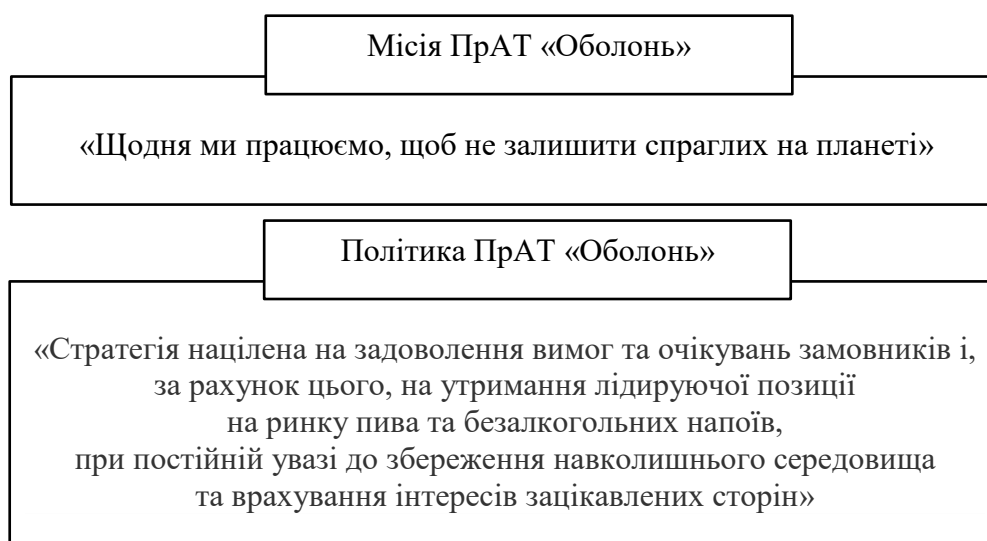 Місія ПрАТ «Оболонь»
«Щодня ми працюємо, щоб не залишити спраглих на планеті»
Політика ПрАТ «Оболонь»
«Стратегія націлена на задоволення вимог та очікувань замовників і,
за рахунок цього, на утримання лідируючої позиції
на ринку пива та безалкогольних напоїв,
при постійній увазі до збереження навколишнього середовища
та врахування інтересів зацікавлених сторін»